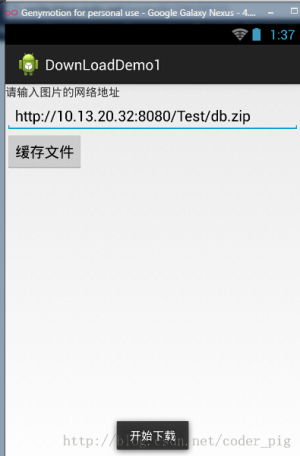 Genymotion for personal use - Google Galaxy Nexus - 4....
1:37
DownLoadDemo1
请输入图片的网络地址
http://10.13.20.32:8080/Test/db.zip
缓存文件
开始下载
http://blog.csdn.net/coder_pig